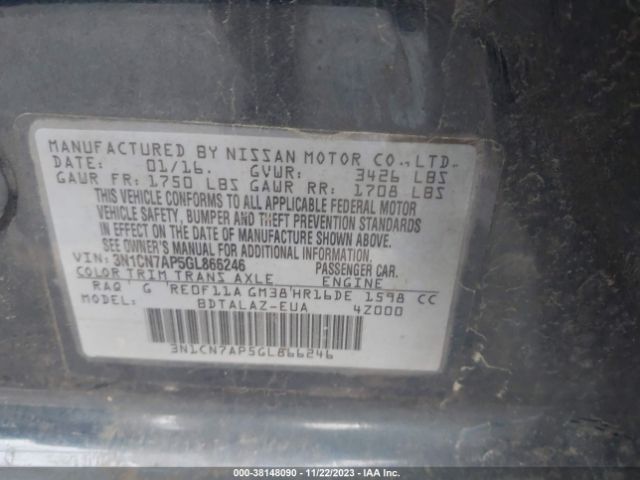 MANUFACTURED BY NISSAN MOTOR CO.,LTD.
DATE: 01/16. GVWR: 3426 LBS
GAWR FR: 1750 LBS GAWR RR: 1708 LBS
THIS VEHICLE CONFORMS TO ALL APPLICABLE FEDERAL MOTOR
VEHICLE SAFETY, BUMPER AND THEFT PREVENTION STANDARDS
IN EFFECT ON THE DATE OF MANUFACTURE SHOWN ABOVE.
SEE OWNER'S MANUAL FOR ADDITIONAL INFORMATION.
VIN: 3N1CN7AP5GL866246 PASSENGER CAR.
COLOR TRIM TRANS AXLE ENGINE
RAQ G RE0F11A GM38 HR16DE 1598 CC
MODEL: BDTALAZ-EUA 4Z000
3N1CN7AP5GL866246
000-38148090 - 11/22/2023 - IAA Inc.